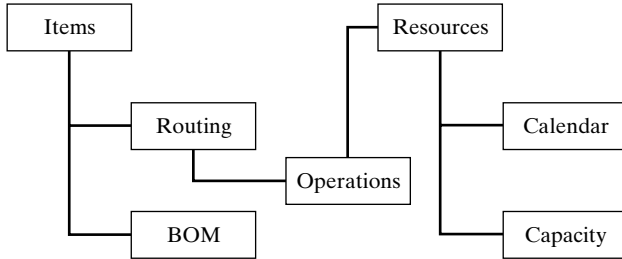 Items
Resources
Routing
Calendar
Operations
BOM
Capacity